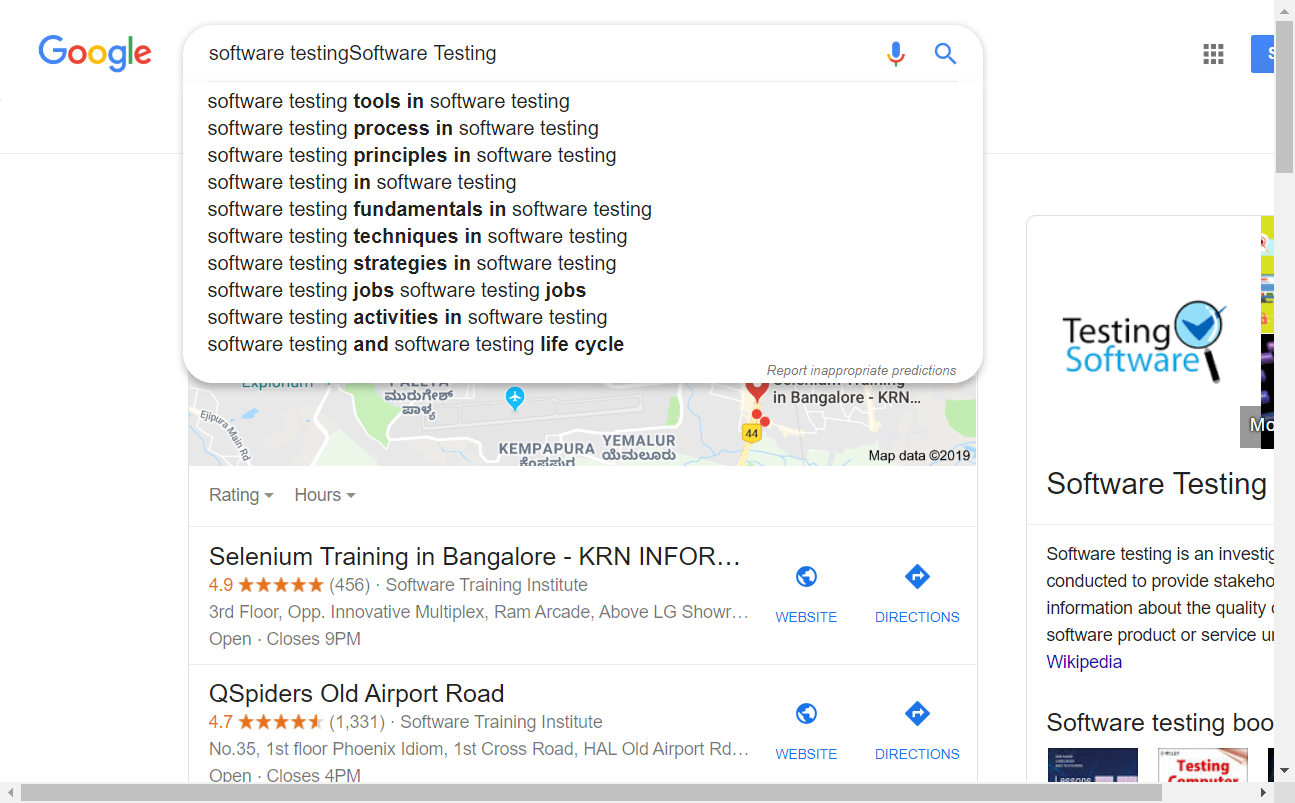 Google
software testingSoftware Testing
S
software testing tools in software testing
software testing process in software testing
software testing principles in software testing
software testing in software testing
software testing fundamentals in software testing
software testing techniques in software testing
software testing strategies in software testing
software testing jobs software testing jobs
software testing activities in software testing
software testing and software testing life cycle
Report inappropriate predictions
ಮುರುಗೇಶ್
ಪಾಳ್ಯ
Ejipura Main Rd
KEMPAPURA
YEMALUR
ಯೆಮಲೂರು
44
in Bangalore - KRN...
Map data ©2019
Rating
Hours
Selenium Training in Bangalore - KRN INFOR...
4.9 (456) · Software Training Institute
3rd Floor, Opp. Innovative Multiplex, Ram Arcade, Above LG Showr...
Open · Closes 9PM
WEBSITE
DIRECTIONS
QSpiders Old Airport Road
4.7 (1,331) · Software Training Institute
No.35, 1st floor Phoenix Idiom, 1st Cross Road, HAL Old Airport Rd...
Open · Closes 4PM
WEBSITE
DIRECTIONS
Testing
Software
Mo
Software Testing
Software testing is an investig
conducted to provide stakeho
information about the quality
software product or service u
Wikipedia
Software testing boo
Lessons
Testing
Computer